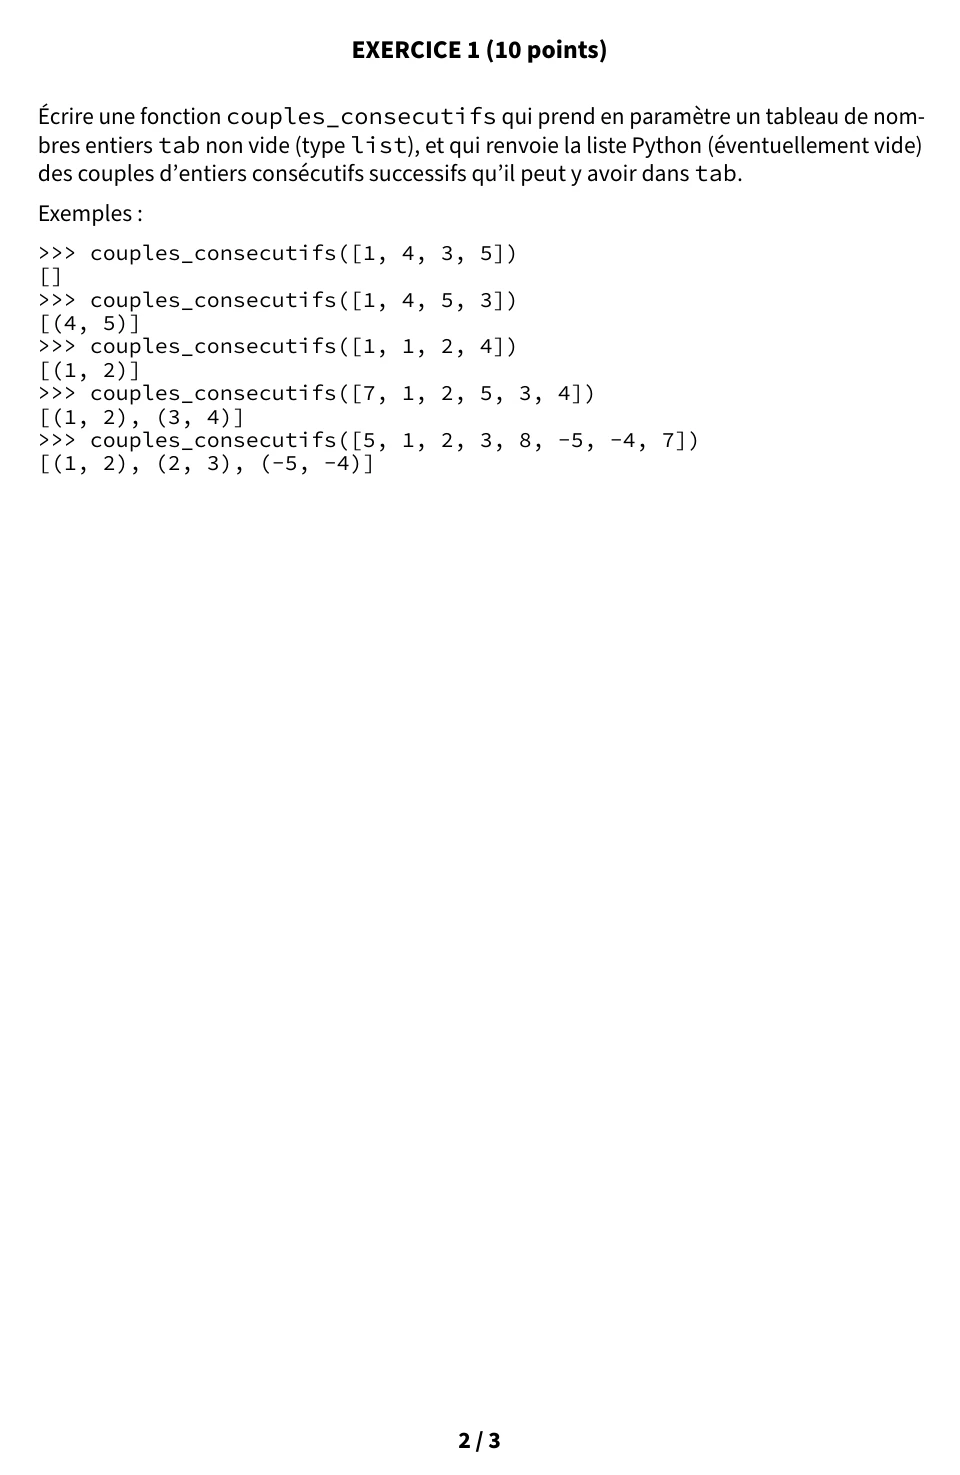 EXERCICE 1 (10 points)
Écrire une fonction couples_consecutifs qui prend en paramètre un tableau de nom-
bres entiers tab non vide (type list), et qui renvoie la liste Python (éventuellement vide)
des couples d’entiers consécutifs successifs qu’il peut y avoir dans tab.
Exemples :
>>> couples_consecutifs([1, 4, 3, 5])
[]
>>> couples_consecutifs([1, 4, 5, 3])
[(4, 5)]
>>> couples_consecutifs([1, 1, 2, 4])
[(1, 2)]
>>> couples_consecutifs([7, 1, 2, 5, 3, 4])
[(1, 2), (3, 4)]
>>> couples_consecutifs([5, 1, 2, 3, 8, -5, -4, 7])
[(1, 2), (2, 3), (-5, -4)]
2 / 3